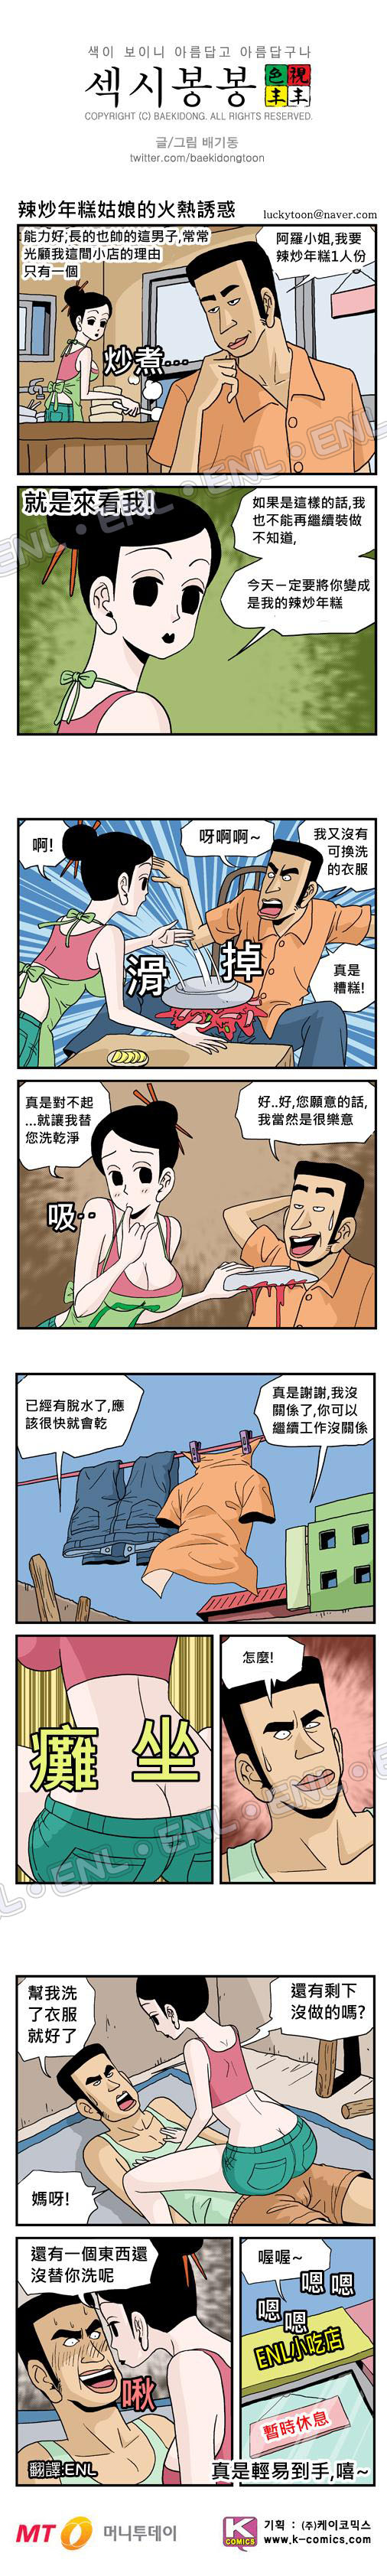 색이 보이니 아름답고 아름답구나
섹시봉봉
色視
丰丰
COPYRIGHT (C) BAEKIDONG. ALL RIGHTS RESERVED.
글/그림 배기동
twitter.com/baekidongtoon
辣炒年糕姑娘的火熱誘惑
luckytoon@naver.com
能力好;長的也帥的這男子,常常
光顧我這間小店的理由
只有一個
阿羅小姐,我要
辣炒年糕1人份
炒煮…
就是來看我!
如果是這樣的話,我
也不能再繼續裝做
不知道,
今天一定要將你變成
是我的辣炒年糕
啊!
呀啊啊~
我又沒有
可換洗
的衣服
滑 掉
真是
糟糕!
真是對不起
...就讓我替
您洗乾淨
好..好,您願意的話,
我當然是很樂意
吸..
已經有脫水了,應
該很快就會乾
真是謝謝,我沒
關係了,你可以
繼續工作沒關係
癱 坐
怎麼!
幫我洗
了衣服
就好了
還有剩下
沒做的嗎?
媽呀!
還有一個東西還
沒替你洗呢
啾
翻譯:ENL
喔喔~
嗯嗯
嗯嗯
ENL小吃店
暫時休息
真是輕易到手,嘻~
MT 머니투데이
K COMICS
기획 : (주)케이코믹스
www.k-comics.com
ENL • ENL • ENL • ENL
ENL • ENL • ENL • ENL